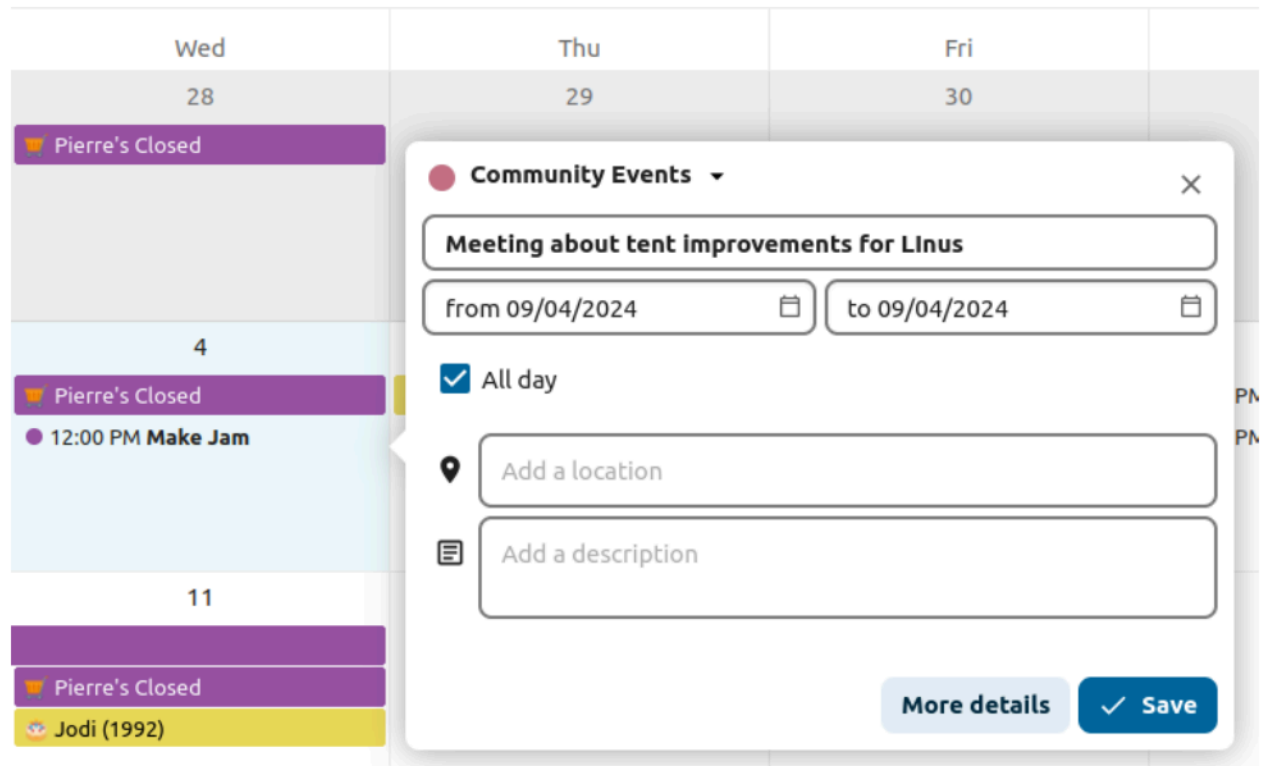 Wed Thu Fri
28 29 30
Pierre's Closed
Community Events
Meeting about tent improvements for LInus
from 09/04/2024 to 09/04/2024
4
All day
Pierre's Closed
PM
12:00 PM Make Jam
PM
Add a location
Add a description
11
Pierre's Closed
More details Save
Jodi (1992)